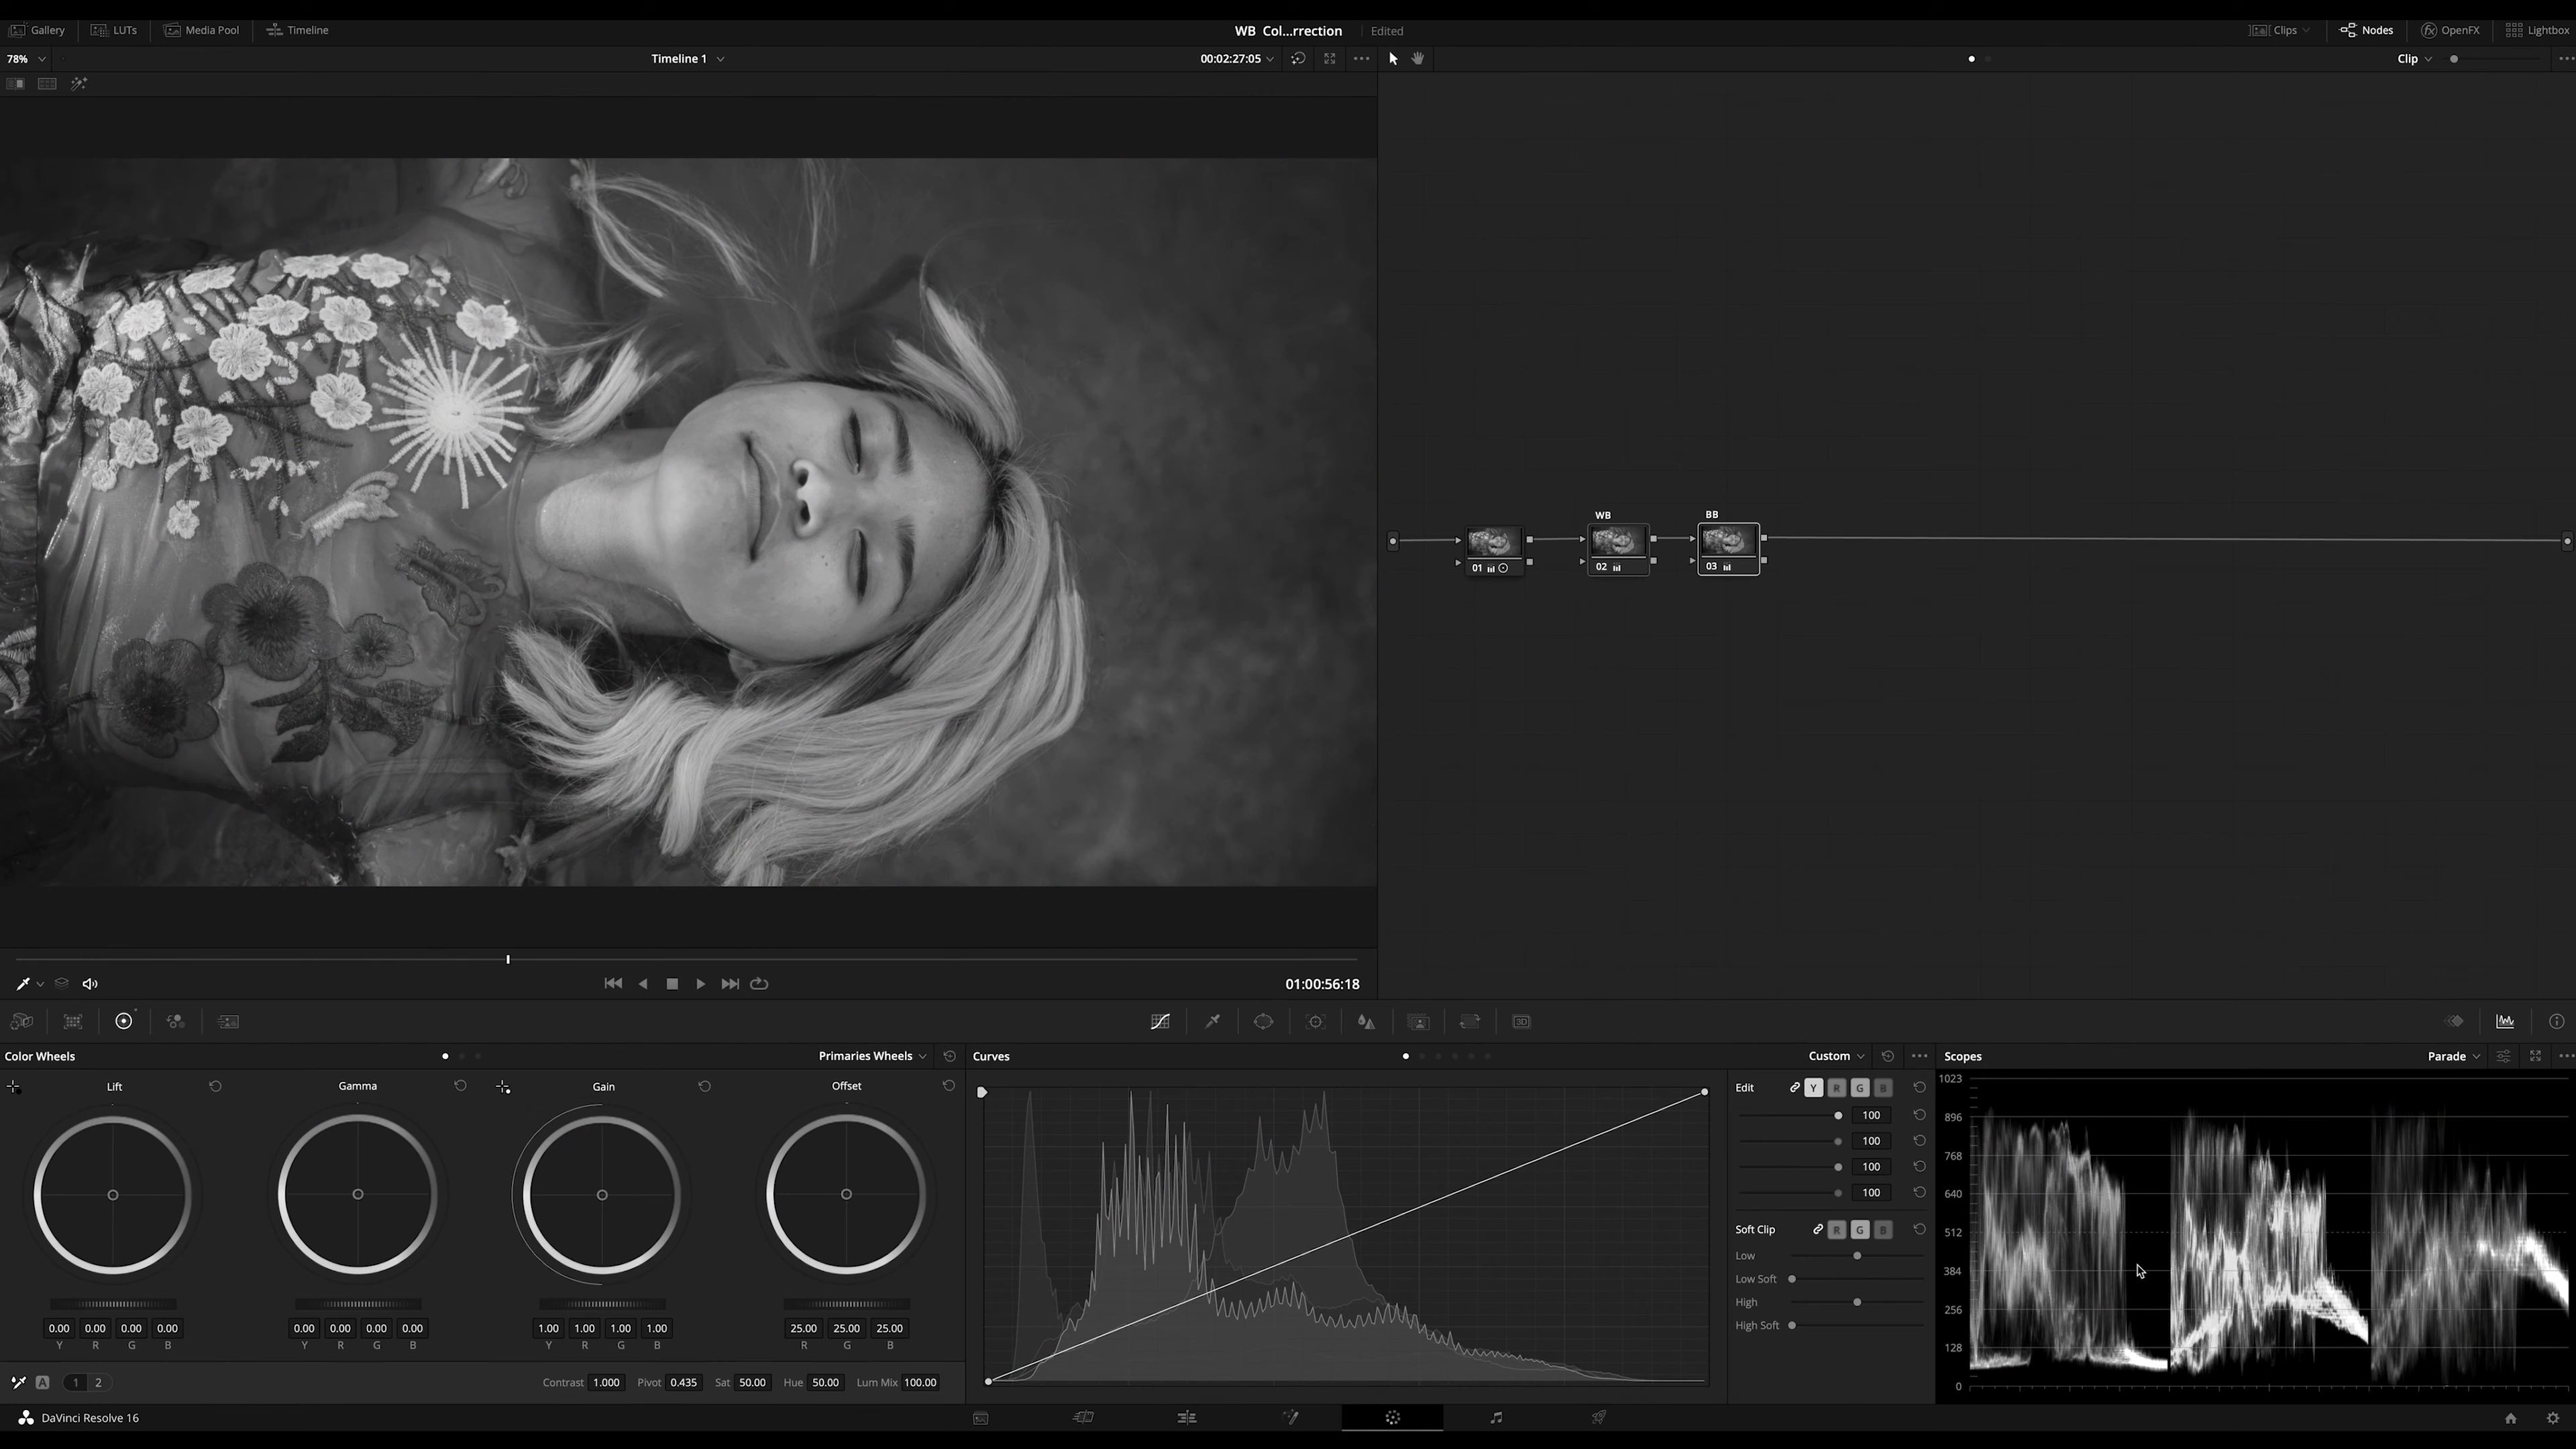 Gallery LUTs Media Pool Timeline WB Col...rrection Edited Clips Nodes OpenFX Lightbox
78% Timeline 1 00:02:27:05 Clip
WB BB
01 02 03
01:00:56:18
Color Wheels Primaries Wheels Curves Custom Scopes Parade
Lift Gamma Gain Offset
Edit Y R G B
100
100
100
100
Soft Clip R G B
Low
Low Soft
High
High Soft
1023
896
768
640
512
384
256
128
0
0.00 0.00 0.00 0.00 0.00 0.00 0.00 0.00 1.00 1.00 1.00 1.00 25.00 25.00 25.00
Y R G B Y R G B Y R G B R G B
A 1 2 Contrast 1.000 Pivot 0.435 Sat 50.00 Hue 50.00 Lum Mix 100.00
3D
DaVinci Resolve 16